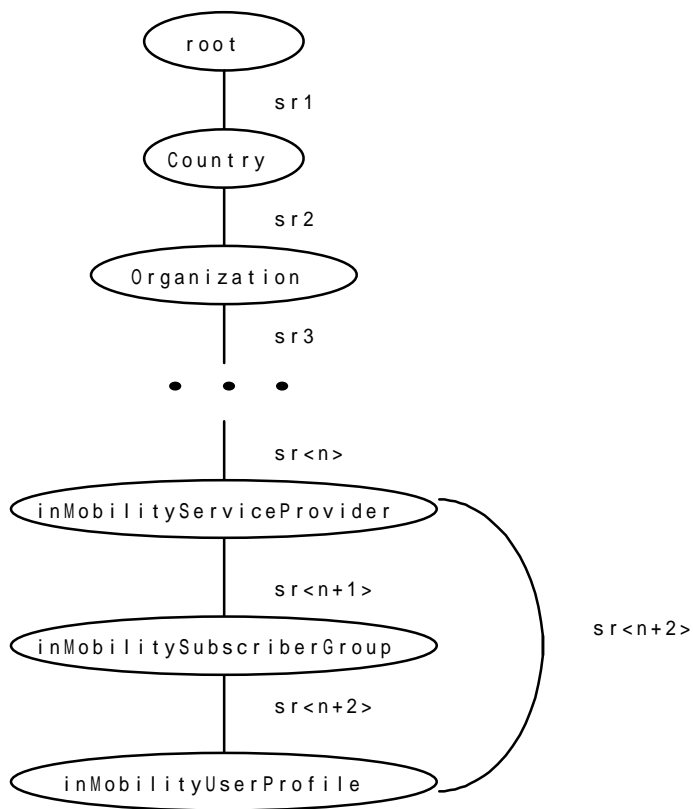 root
sr1
Country
sr2
Organization
sr3
• • •
sr<n>
inMobilityServiceProvider
sr<n+1>
inMobilitySubscriberGroup
sr<n+2>
sr<n+2>
inMobilityUserProfile